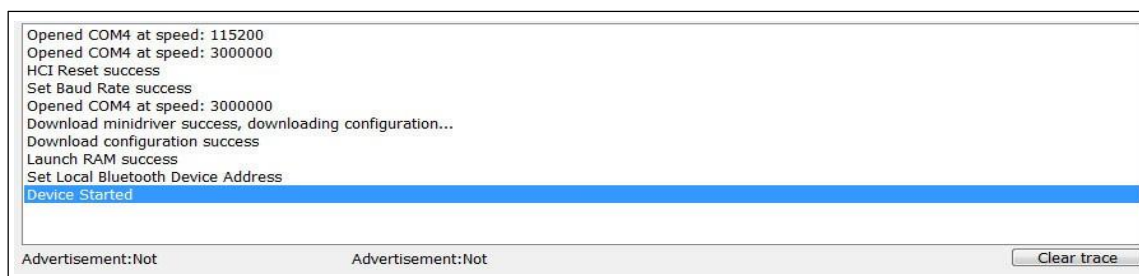 Opened COM4 at speed: 115200
Opened COM4 at speed: 3000000
HCI Reset success
Set Baud Rate success
Opened COM4 at speed: 3000000
Download minidriver success, downloading configuration...
Download configuration success
Launch RAM success
Set Local Bluetooth Device Address
Device Started
Advertisement:Not Advertisement:Not Clear trace